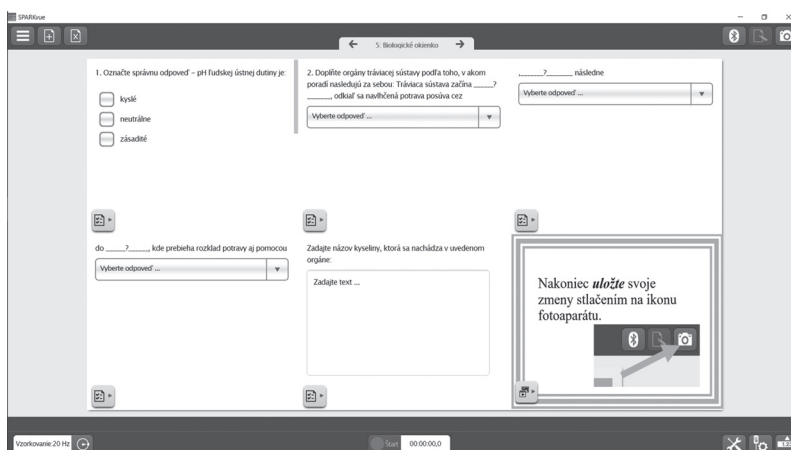 SPARKvue
5. Biologické okienko
1. Označte správnu odpoveď – pH ľudskej ústnej dutiny je:
kyslé
neutrálne
zásadité
2. Doplňte orgány tráviacej sústavy podľa toho, v akom
poradí nasledujú za sebou: Tráviaca sústava začína _____?
______, odkiaľ sa navlhčená potrava posúva cez
Vyberte odpoveď ...
,______?______ následne
Vyberte odpoveď ...
do _____?_____, kde prebieha rozklad potravy aj pomocou
Vyberte odpoveď ...
Zadajte názov kyseliny, ktorá sa nachádza v uvedenom
orgáne:
Zadajte text ...
Nakoniec uložte svoje
zmeny stlačením na ikonu
fotoaparátu.
Vzorkovanie:20 Hz
Štart
00:00:00,0